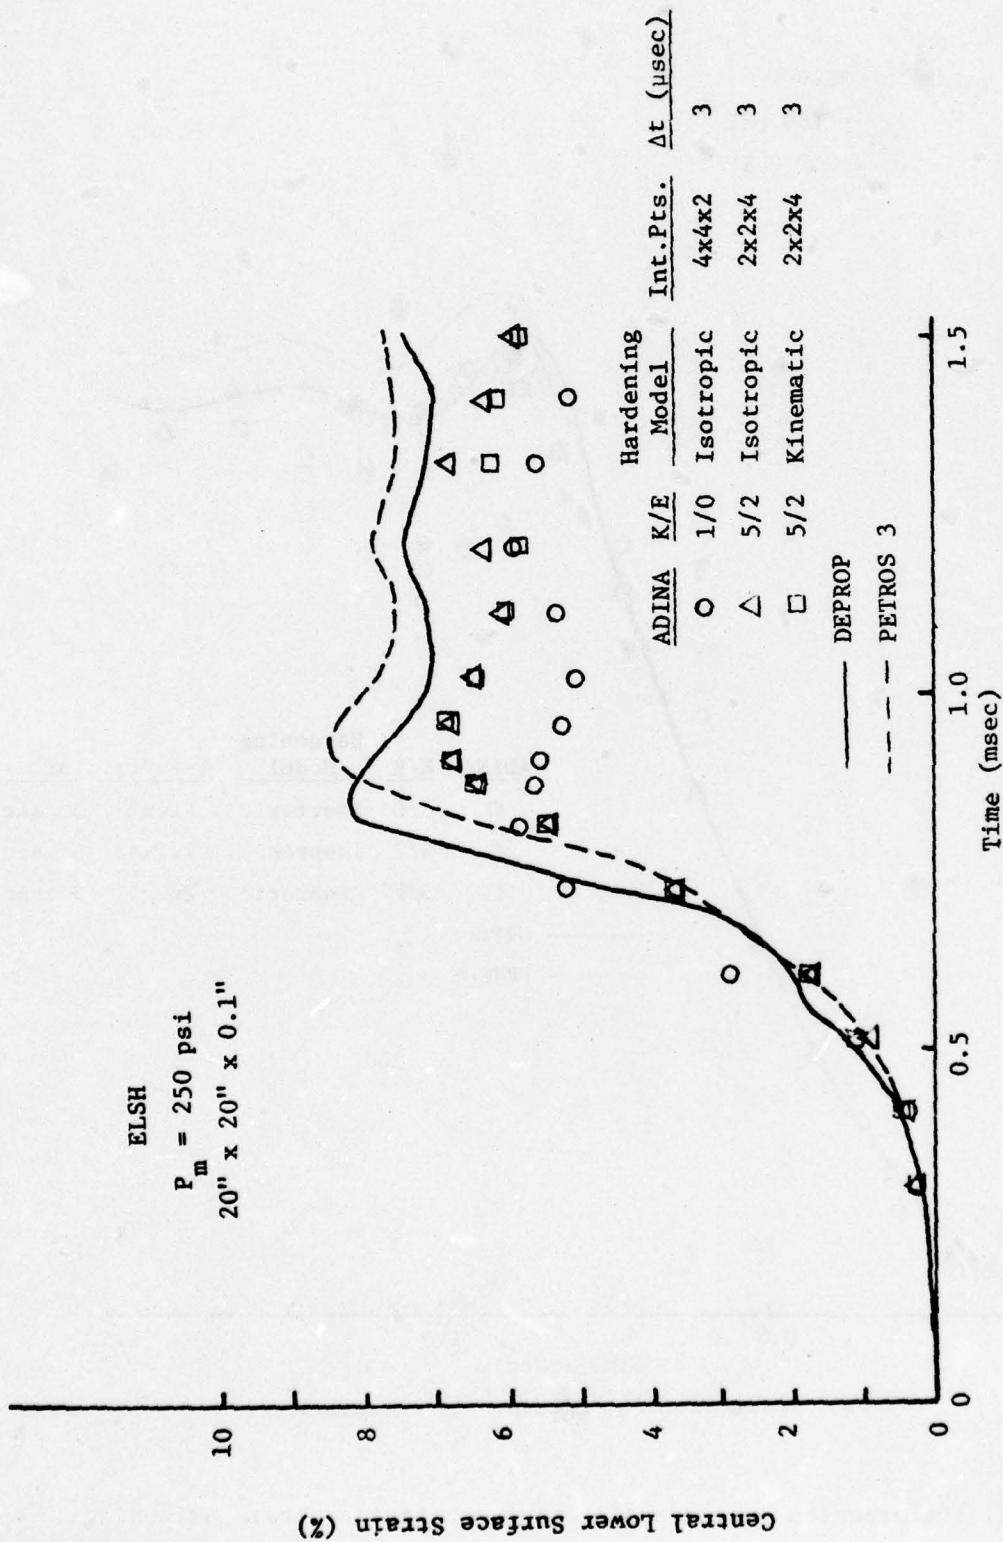 ELSH
P_m = 250 psi
20" x 20" x 0.1"
Central Lower Surface Strain (%)
10
8
6
4
2
0
0
0.5
1.0
1.5
Time (msec)
Hardening
ADINA K/E Model Int.Pts. Δt (μsec)
○ 1/0 Isotropic 4x4x2 3
△ 5/2 Isotropic 2x2x4 3
□ 5/2 Kinematic 2x2x4 3
DEPROP
PETROS 3